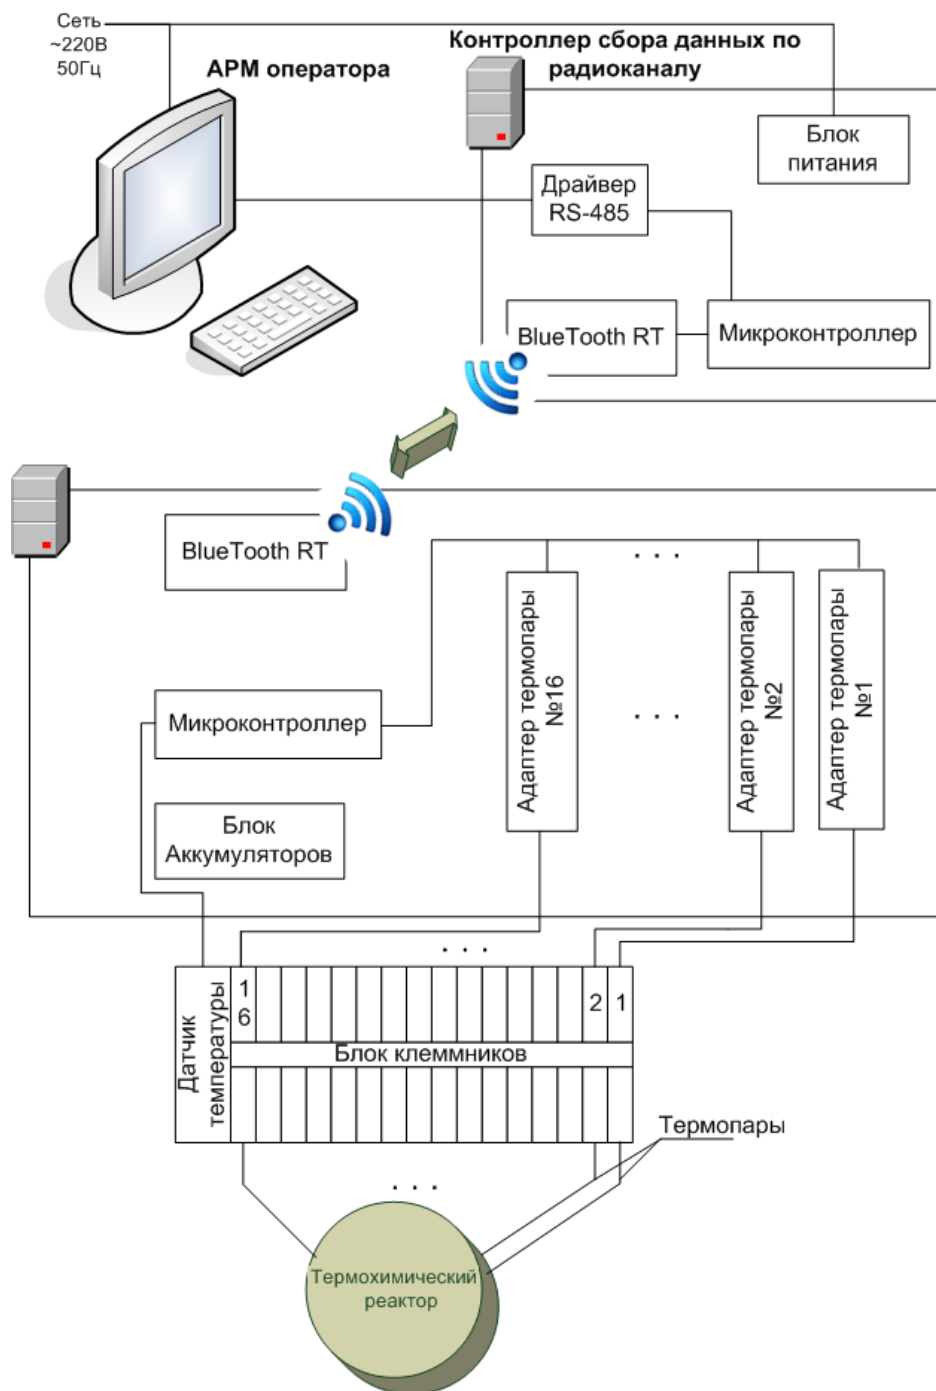 Сеть
~220В
50Гц
АРМ оператора
Контроллер сбора данных по
радиоканалу
Блок
питания
Драйвер
RS-485
BlueTooth RT
Микроконтроллер
BlueTooth RT
. . .
Адаптер термопары
№16
. . .
Адаптер термопары
№2
Адаптер термопары
№1
Микроконтроллер
Блок
Аккумуляторов
. . .
Датчик
температуры
1
6
2
1
Блок клеммников
Термопары
. . .
Термохимический
реактор